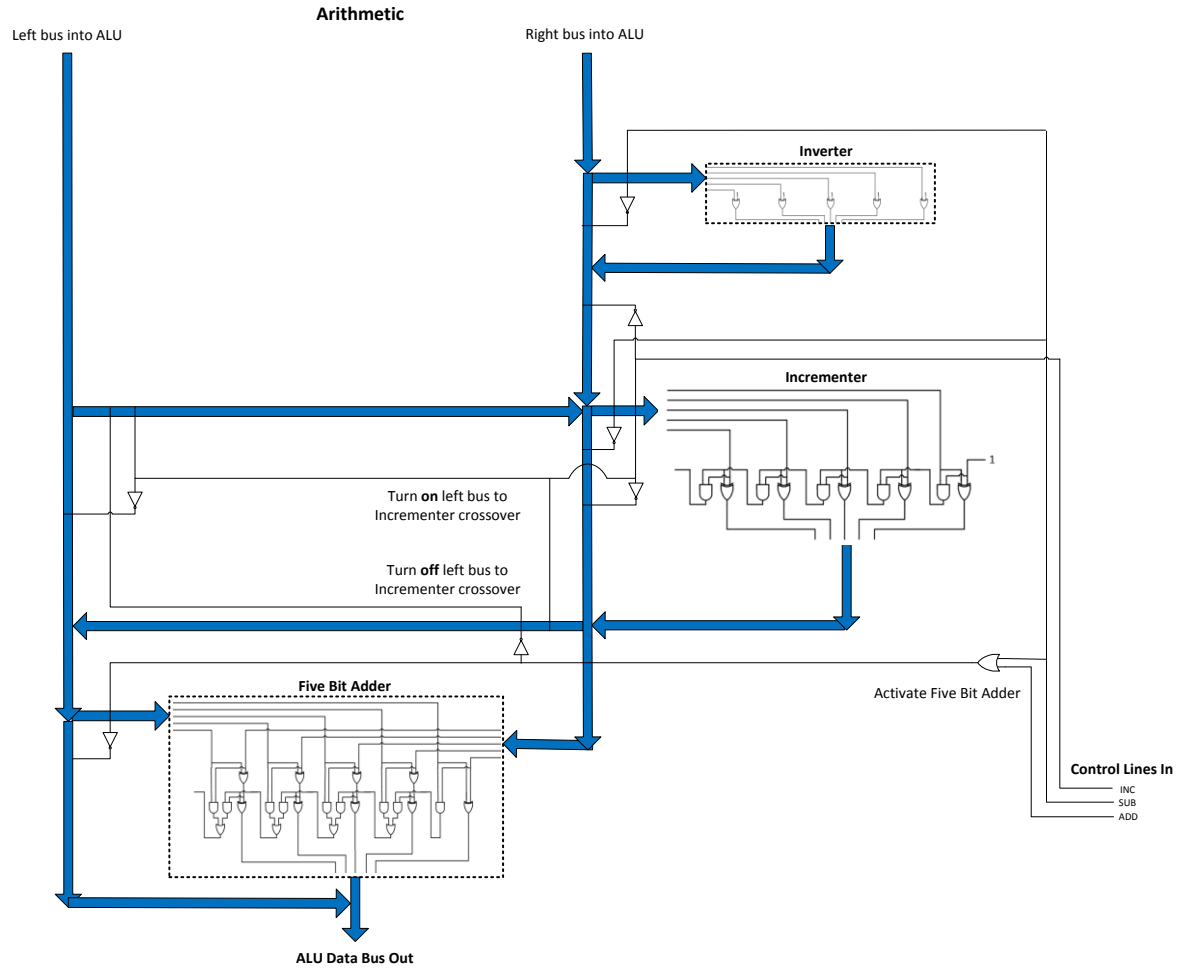 Arithmetic
Left bus into ALU
Right bus into ALU
Inverter
Incrementer
1
Turn on left bus to
Incrementer crossover
Turn off left bus to
Incrementer crossover
Five Bit Adder
Activate Five Bit Adder
Control Lines In
INC
SUB
ADD
ALU Data Bus Out